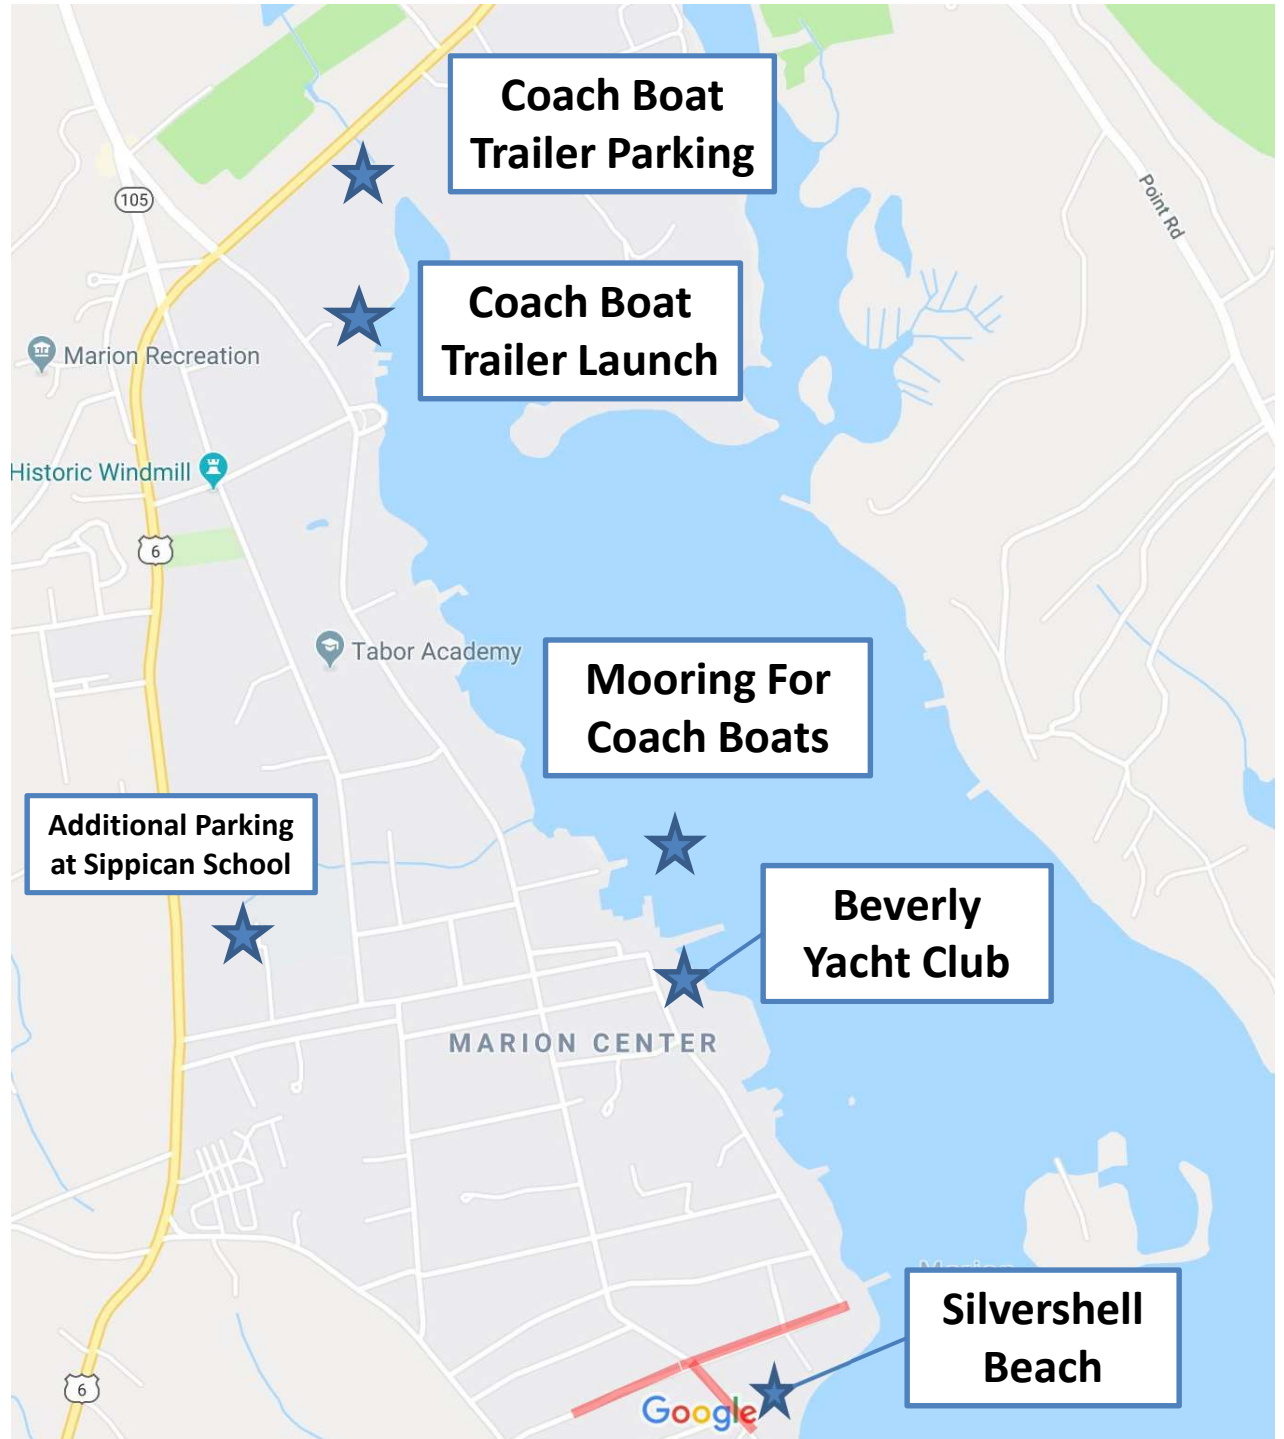 Coach Boat
Trailer Parking
105
Point Rd
Coach Boat
Trailer Launch
Marion Recreation
Historic Windmill
6
Tabor Academy
Mooring For
Coach Boats
Additional Parking
at Sippican School
Beverly
Yacht Club
MARION CENTER
Marion
Silvershell
Beach
6
Google